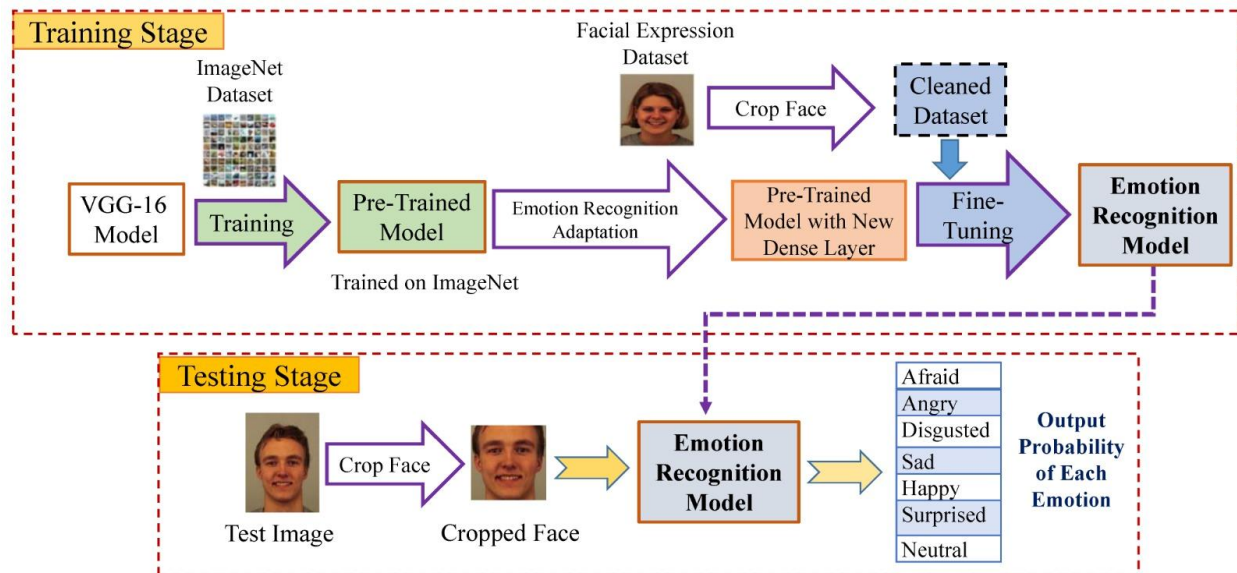 Training Stage
ImageNet
Dataset
Facial Expression
Dataset
Crop Face
Cleaned
Dataset
VGG-16
Model
Training
Pre-Trained
Model
Trained on ImageNet
Emotion Recognition
Adaptation
Pre-Trained
Model with New
Dense Layer
Fine-
Tuning
Emotion
Recognition
Model
Testing Stage
Test Image
Crop Face
Cropped Face
Emotion
Recognition
Model
Afraid
Angry
Disgusted
Sad
Happy
Surprised
Neutral
Output
Probability
of Each
Emotion